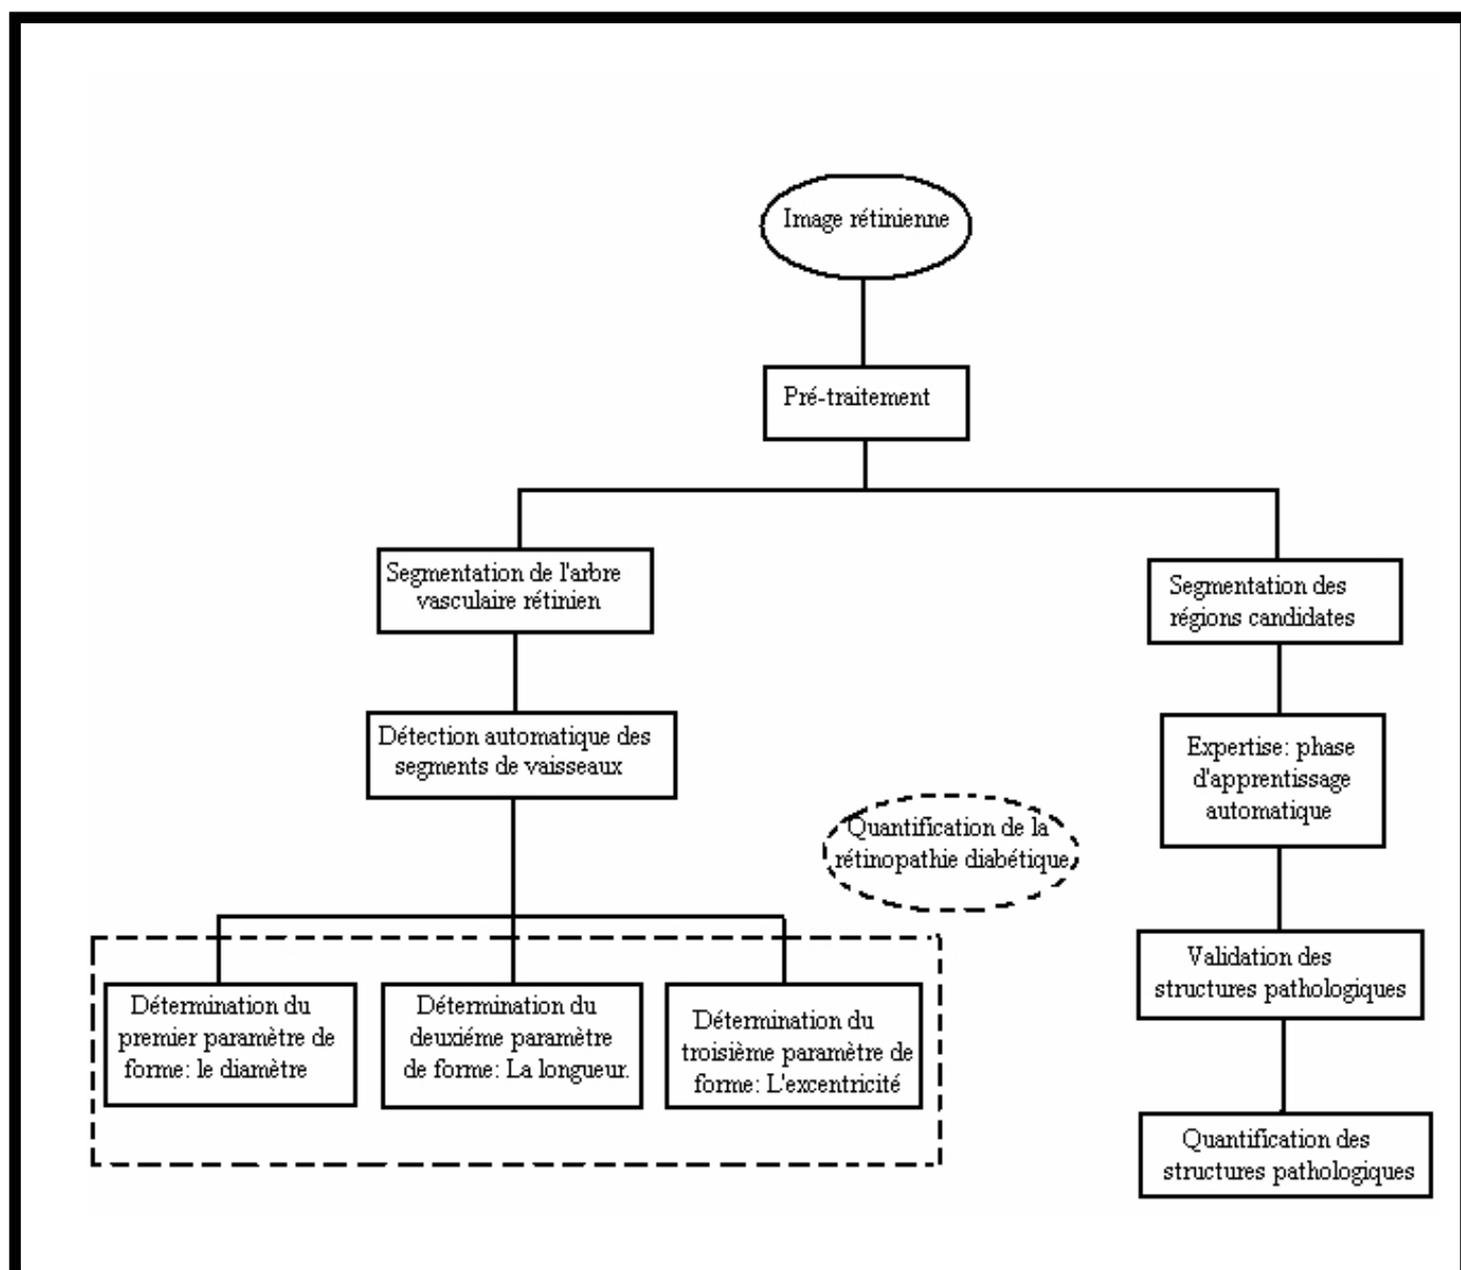 Image rétinienne
Pré-traitement
Segmentation de l'arbre
vasculaire rétinien
Segmentation des
régions candidates
Détection automatique des
segments de vaisseaux
Expertise: phase
d'apprentissage
automatique
Quantification de la
rétinopathie diabétique
Validation des
structures pathologiques
Détermination du
premier paramètre de
forme: le diamètre
Détermination du
deuxiéme paramètre
de forme: La longueur.
Détermination du
troisième paramètre de
forme: L'excentricité
Quantification des
structures pathologiques